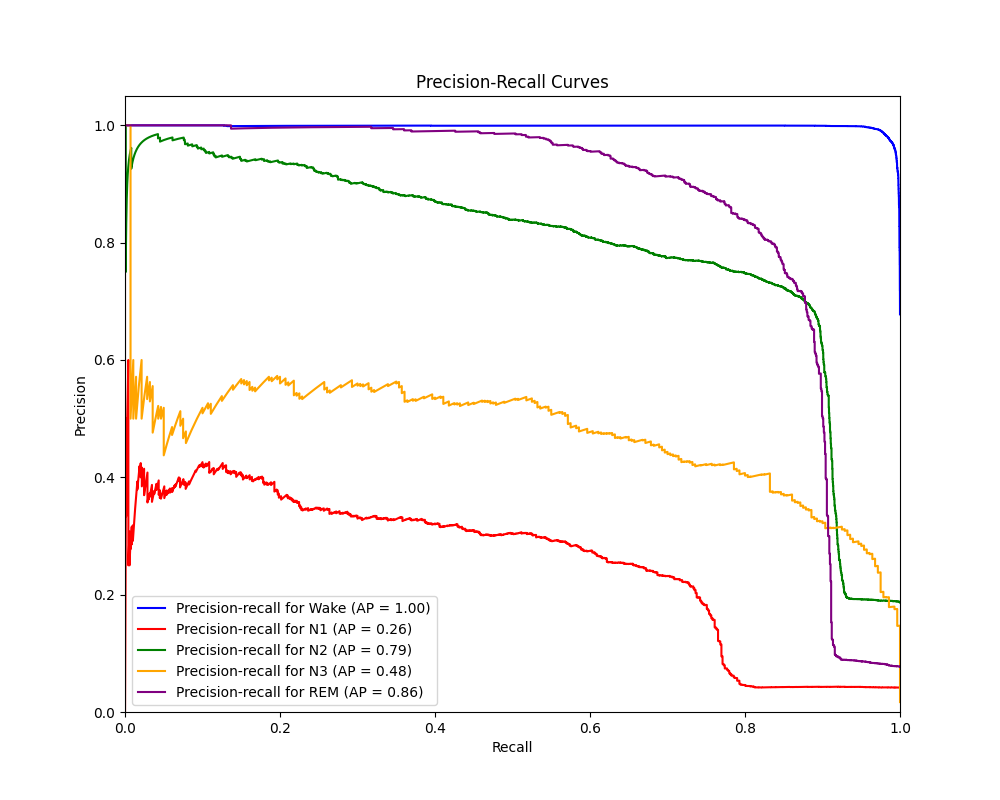 Precision-Recall Curves
1.0
0.8
0.6
0.4
0.2
0.0
Precision
Precision-recall for Wake (AP = 1.00)
Precision-recall for N1 (AP = 0.26)
Precision-recall for N2 (AP = 0.79)
Precision-recall for N3 (AP = 0.48)
Precision-recall for REM (AP = 0.86)
0.0 0.2 0.4 0.6 0.8 1.0
Recall